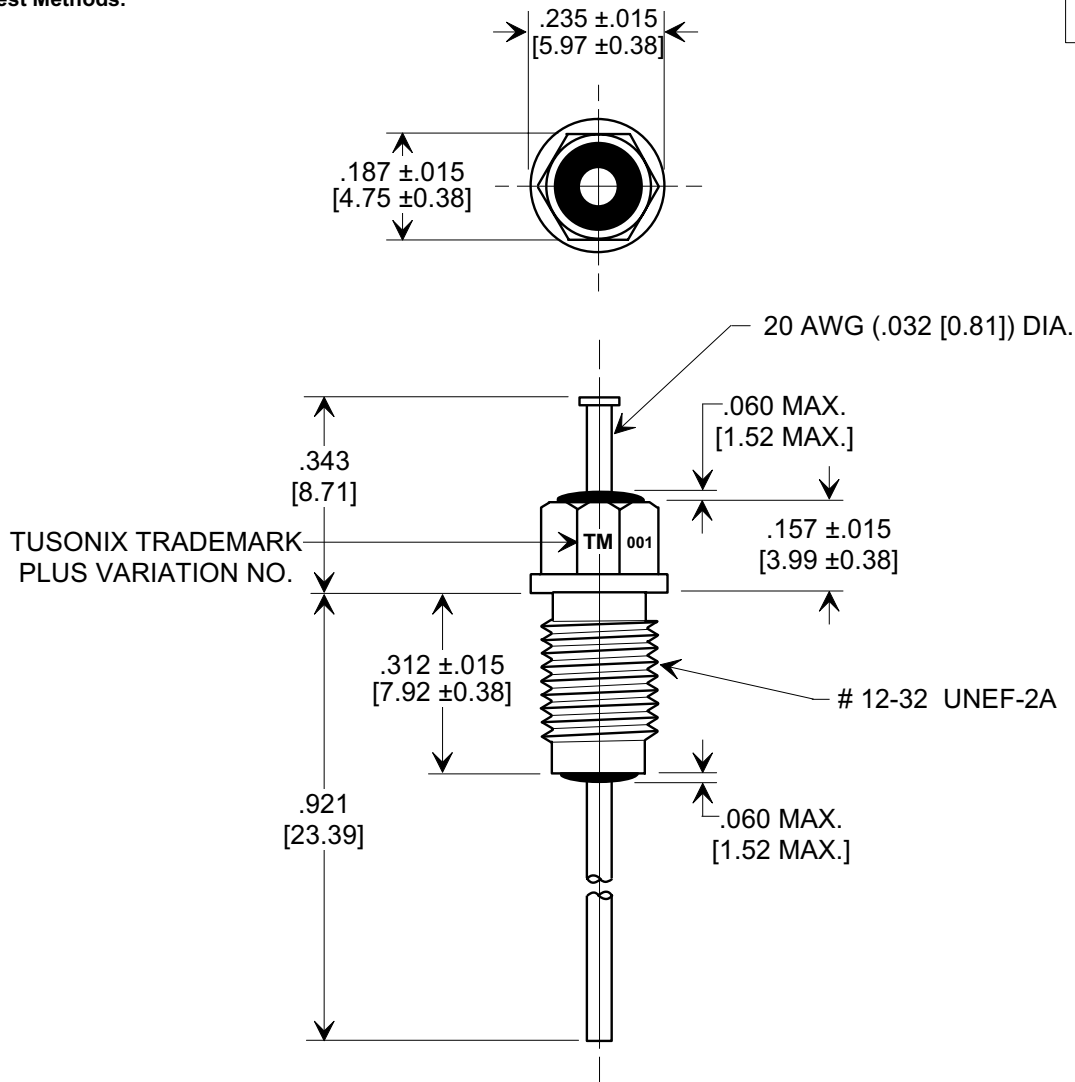 est Methods:
.235 ±.015
[5.97 ±0.38]
.187 ±.015
[4.75 ±0.38]
20 AWG (.032 [0.81]) DIA.
.060 MAX.
[1.52 MAX.]
.343
[8.71]
TUSONIX TRADEMARK
PLUS VARIATION NO.
TM
001
.157 ±.015
[3.99 ±0.38]
.312 ±.015
[7.92 ±0.38]
# 12-32 UNEF-2A
.921
[23.39]
.060 MAX.
[1.52 MAX.]